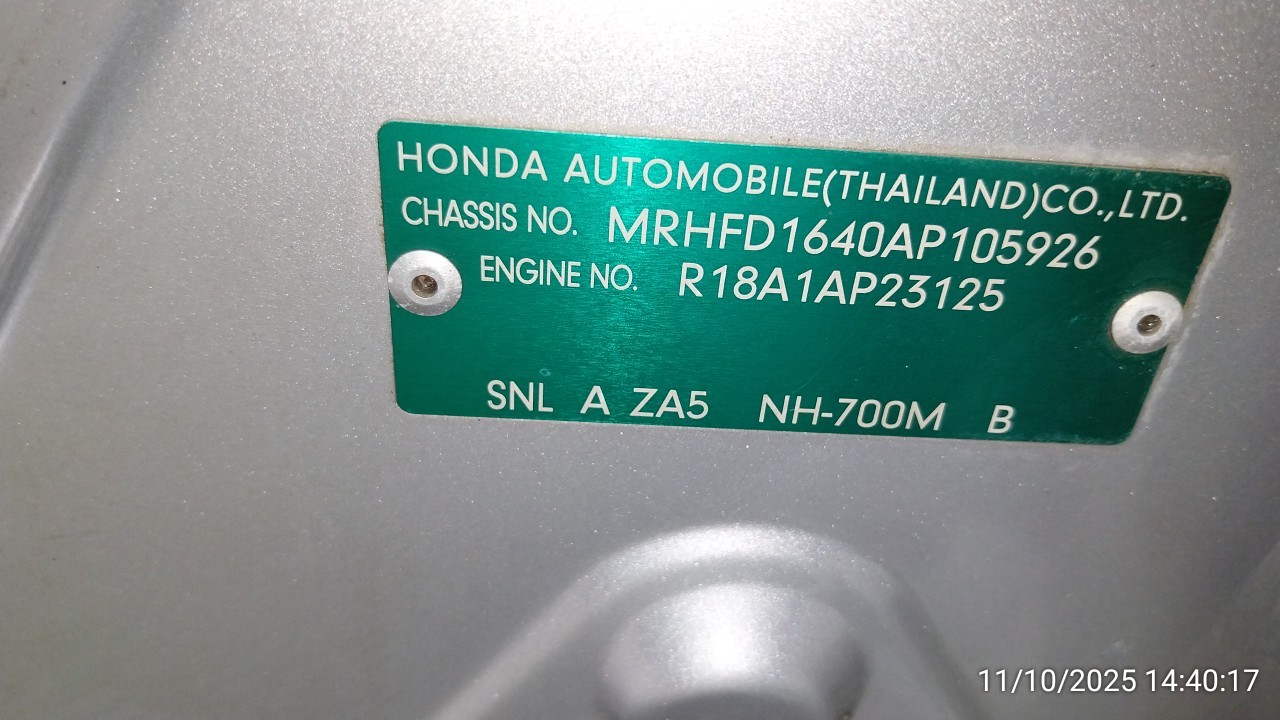 HONDA AUTOMOBILE(THAILAND)CO.,LTD.
CHASSIS NO. MRHFD1640AP105926
ENGINE NO. R18A1AP23125
SNL A ZA5 NH-700M B
11/10/2025 14:40:17